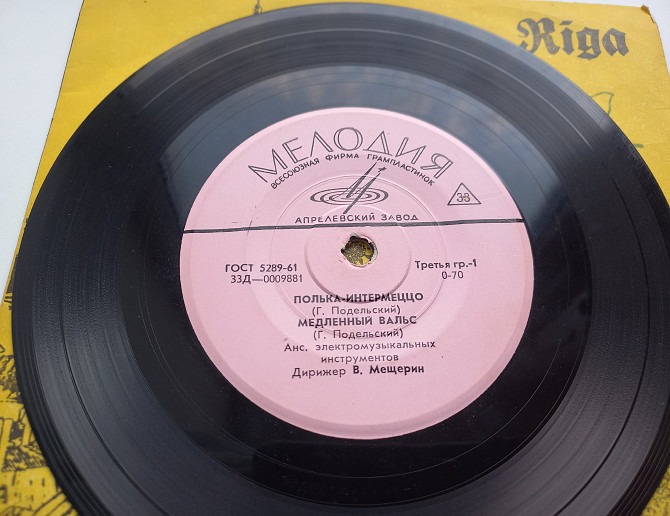 Riga
МЕЛОДИЯ
ВСЕСОЮЗНАЯ ФИРМА ГРАМПЛАСТИНОК
33
АПРЕЛЕВСКИЙ ЗАВОД
ГОСТ 5289-61
33Д—0009881
Третья гр.-1
0-70
ПОЛЬКА-ИНТЕРМЕЦЦО
(Г. Подельский)
МЕДЛЕННЫЙ ВАЛЬС
(Г. Подельский)
Анс. электромузыкальных
инструментов
Дирижер В. Мещерин